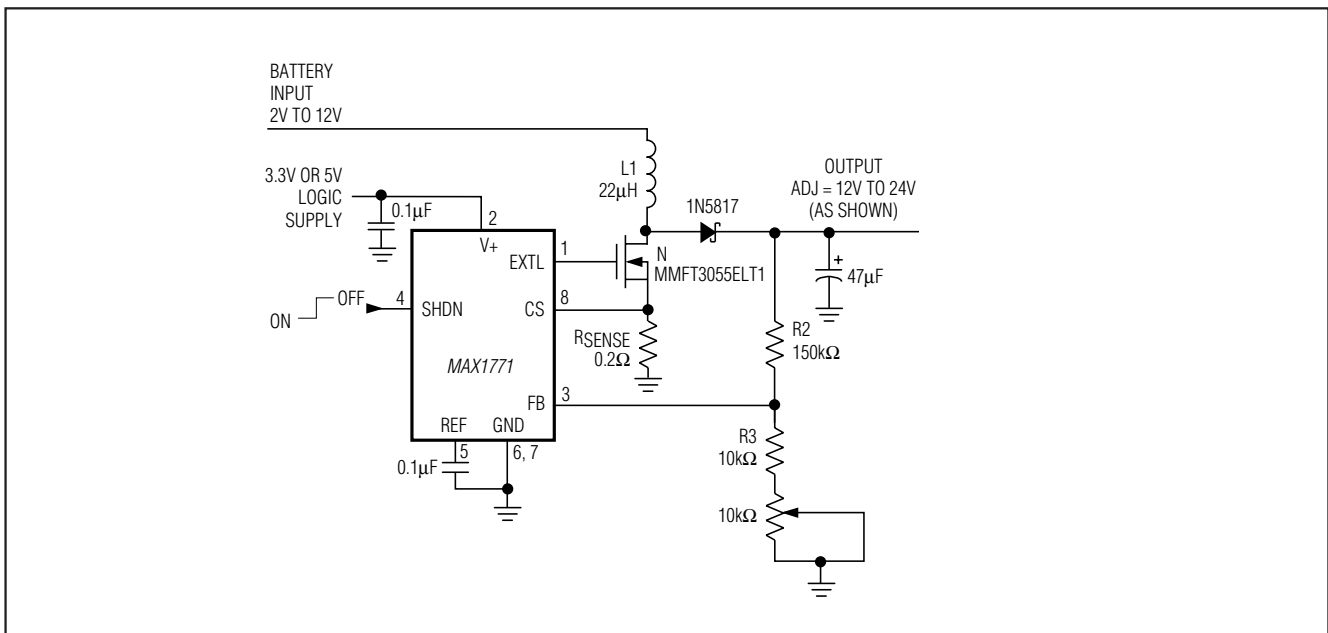 BATTERY
INPUT
2V TO 12V
L1
22µH
3.3V OR 5V
LOGIC
SUPPLY
0.1µF
2
V+
1N5817
OUTPUT
ADJ = 12V TO 24V
(AS SHOWN)
EXTL
1
N
MMFT3055ELT1
+
47µF
ON
OFF
4
SHDN
CS
8
RSENSE
0.2Ω
R2
150kΩ
MAX1771
FB
3
REF
GND
5
6, 7
0.1µF
R3
10kΩ
10kΩ